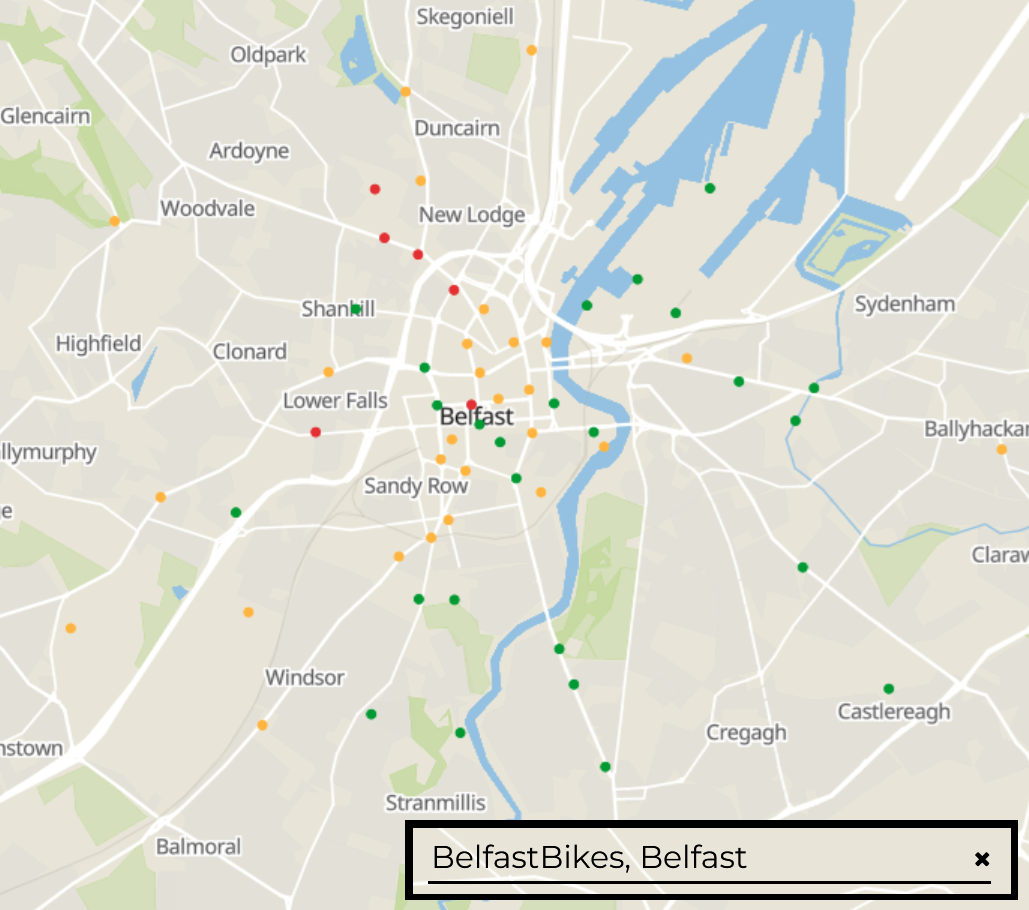 Skegoniell
Oldpark
Glencairn
Duncairn
Ardoyne
Woodvale
New Lodge
Shankill
Sydenham
Highfield
Clonard
Lower Falls
Belfast
Ballyhackar
llymurphy
Sandy Row
e
Claraw
Windsor
Castlereagh
Cregagh
nstown
Stranmillis
Balmoral
BelfastBikes, Belfast